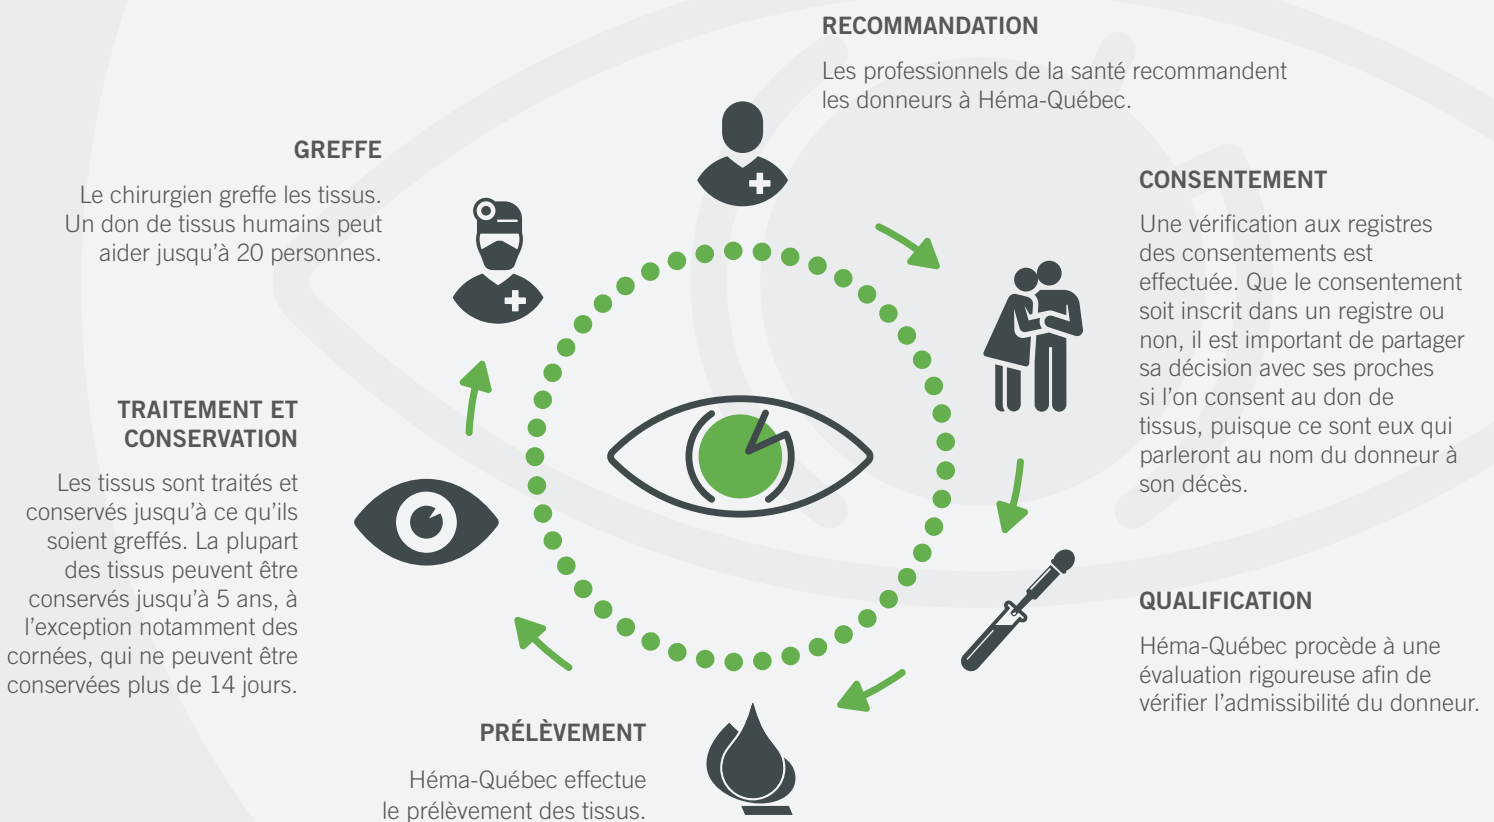 RECOMMANDATION
Les professionnels de la santé recommandent
les donneurs à Héma-Québec.
CONSENTEMENT
Une vérification aux registres
des consentements est
effectuée. Que le consentement
soit inscrit dans un registre ou
non, il est important de partager
sa décision avec ses proches
si l’on consent au don de
tissus, puisque ce sont eux qui
parleront au nom du donneur à
son décès.
QUALIFICATION
Héma-Québec procède à une
évaluation rigoureuse afin de
vérifier l’admissibilité du donneur.
PRÉLÈVEMENT
Héma-Québec effectue
le prélèvement des tissus.
TRAITEMENT ET
CONSERVATION
Les tissus sont traités et
conservés jusqu’à ce qu’ils
soient greffés. La plupart
des tissus peuvent être
conservés jusqu’à 5 ans, à
l’exception notamment des
cornées, qui ne peuvent être
conservées plus de 14 jours.
GREFFE
Le chirurgien greffe les tissus.
Un don de tissus humains peut
aider jusqu’à 20 personnes.